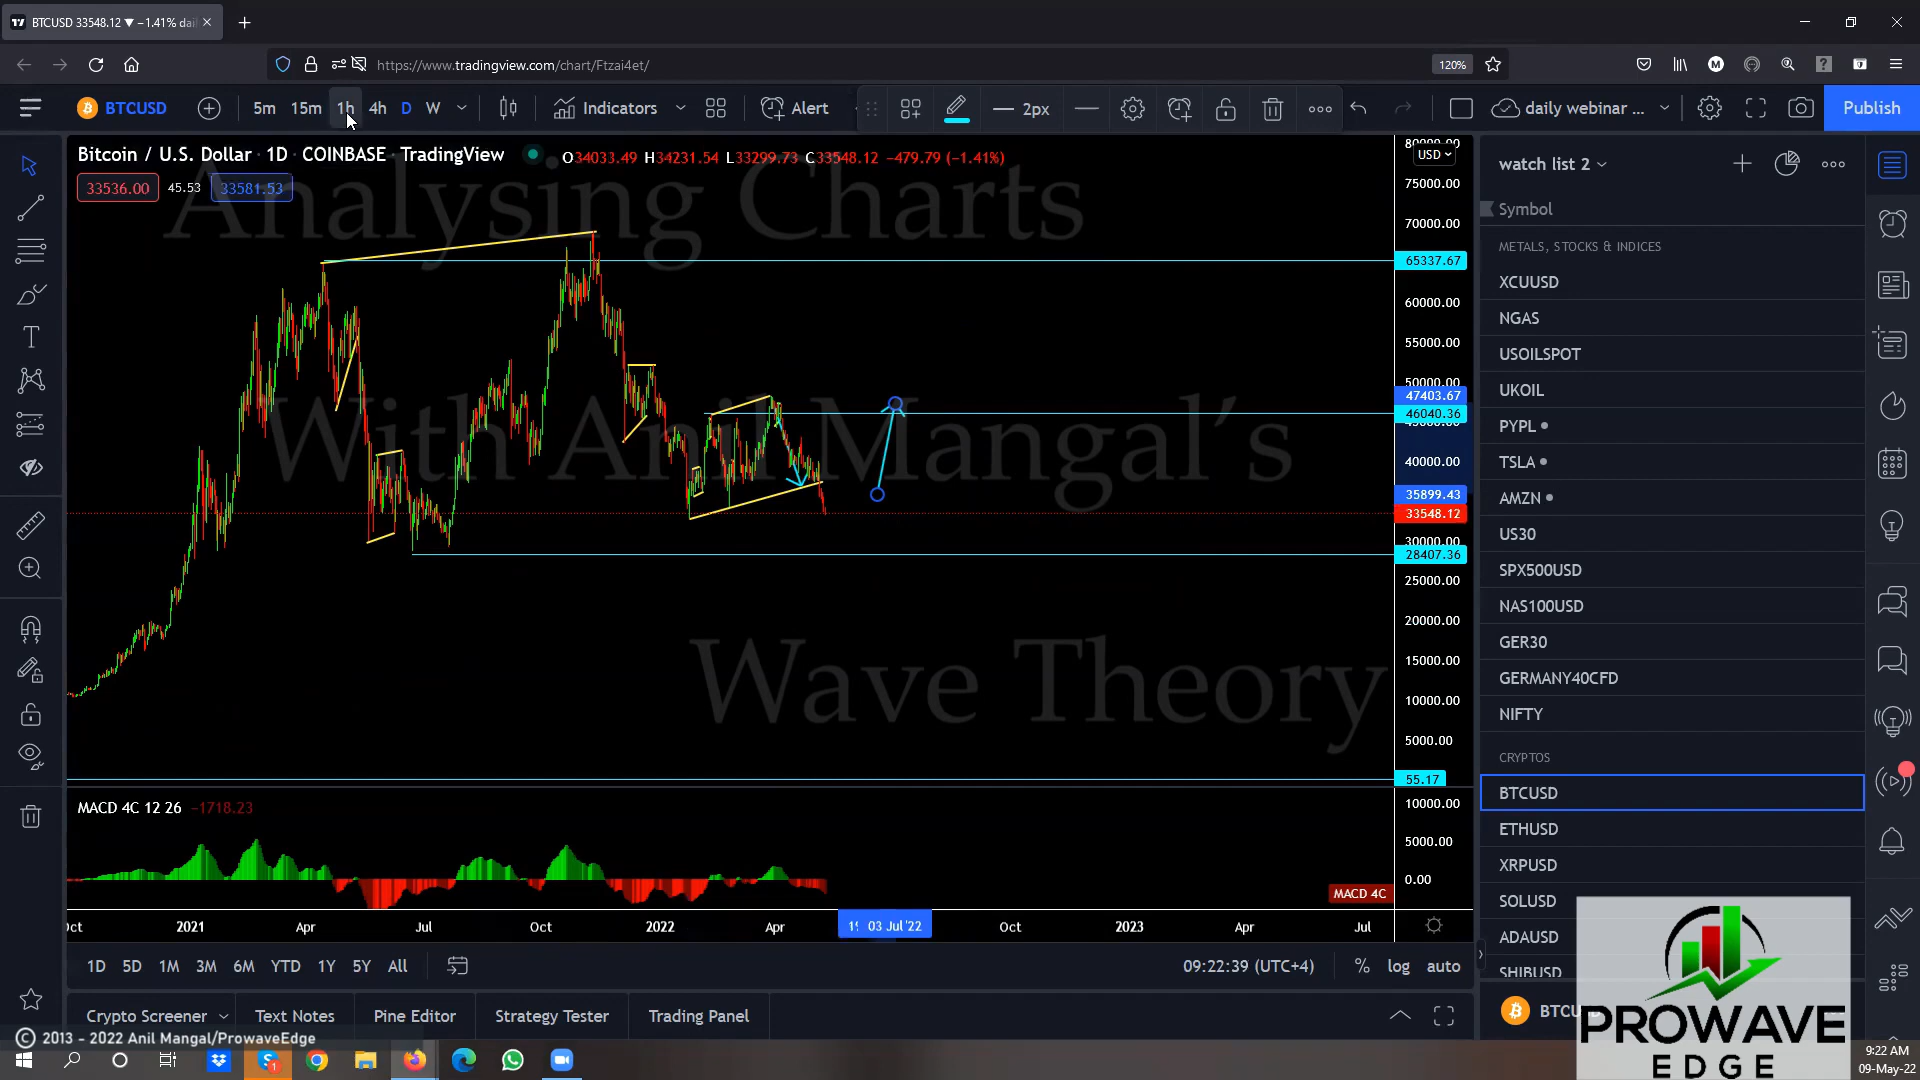 BTCUSD 33548.12 ▼ −1.41% dai
https://www.tradingview.com/chart/Ftzai4et/
120%
BTCUSD
5m 15m 1h 4h D W
Indicators
Alert
2px
daily webinar ...
Publish
Bitcoin / U.S. Dollar · 1D · COINBASE · TradingView
O34033.49 H34231.54 L33299.73 C33548.12 −479.79 (−1.41%)
33536.00 45.53 33581.53
Analysing Charts
With Anil Mangal's
Wave Theory
USD
80000.00
75000.00
70000.00
65337.67
60000.00
55000.00
50000.00
47403.67
46040.36
45000.00
40000.00
35899.43
33548.12
30000.00
28407.36
25000.00
20000.00
15000.00
10000.00
5000.00
55.17
MACD 4C 12 26 −1718.23
10000.00
5000.00
0.00
MACD 4C
Oct 2021 Apr Jul Oct 2022 Apr 03 Jul '22 Oct 2023 Apr Jul
1D 5D 1M 3M 6M YTD 1Y 5Y All
09:22:39 (UTC+4) % log auto
Crypto Screener Text Notes Pine Editor Strategy Tester Trading Panel
watch list 2
Symbol
METALS, STOCKS & INDICES
XCUUSD
NGAS
USOILSPOT
UKOIL
PYPL
TSLA
AMZN
US30
SPX500USD
NAS100USD
GER30
GERMANY40CFD
NIFTY
CRYPTOS
BTCUSD
ETHUSD
XRPUSD
SOLUSD
ADAUSD
SHIBUSD
BTCU
PROWAVE
EDGE
© 2013 - 2022 Anil Mangal/ProwaveEdge
9:22 AM
09-May-22